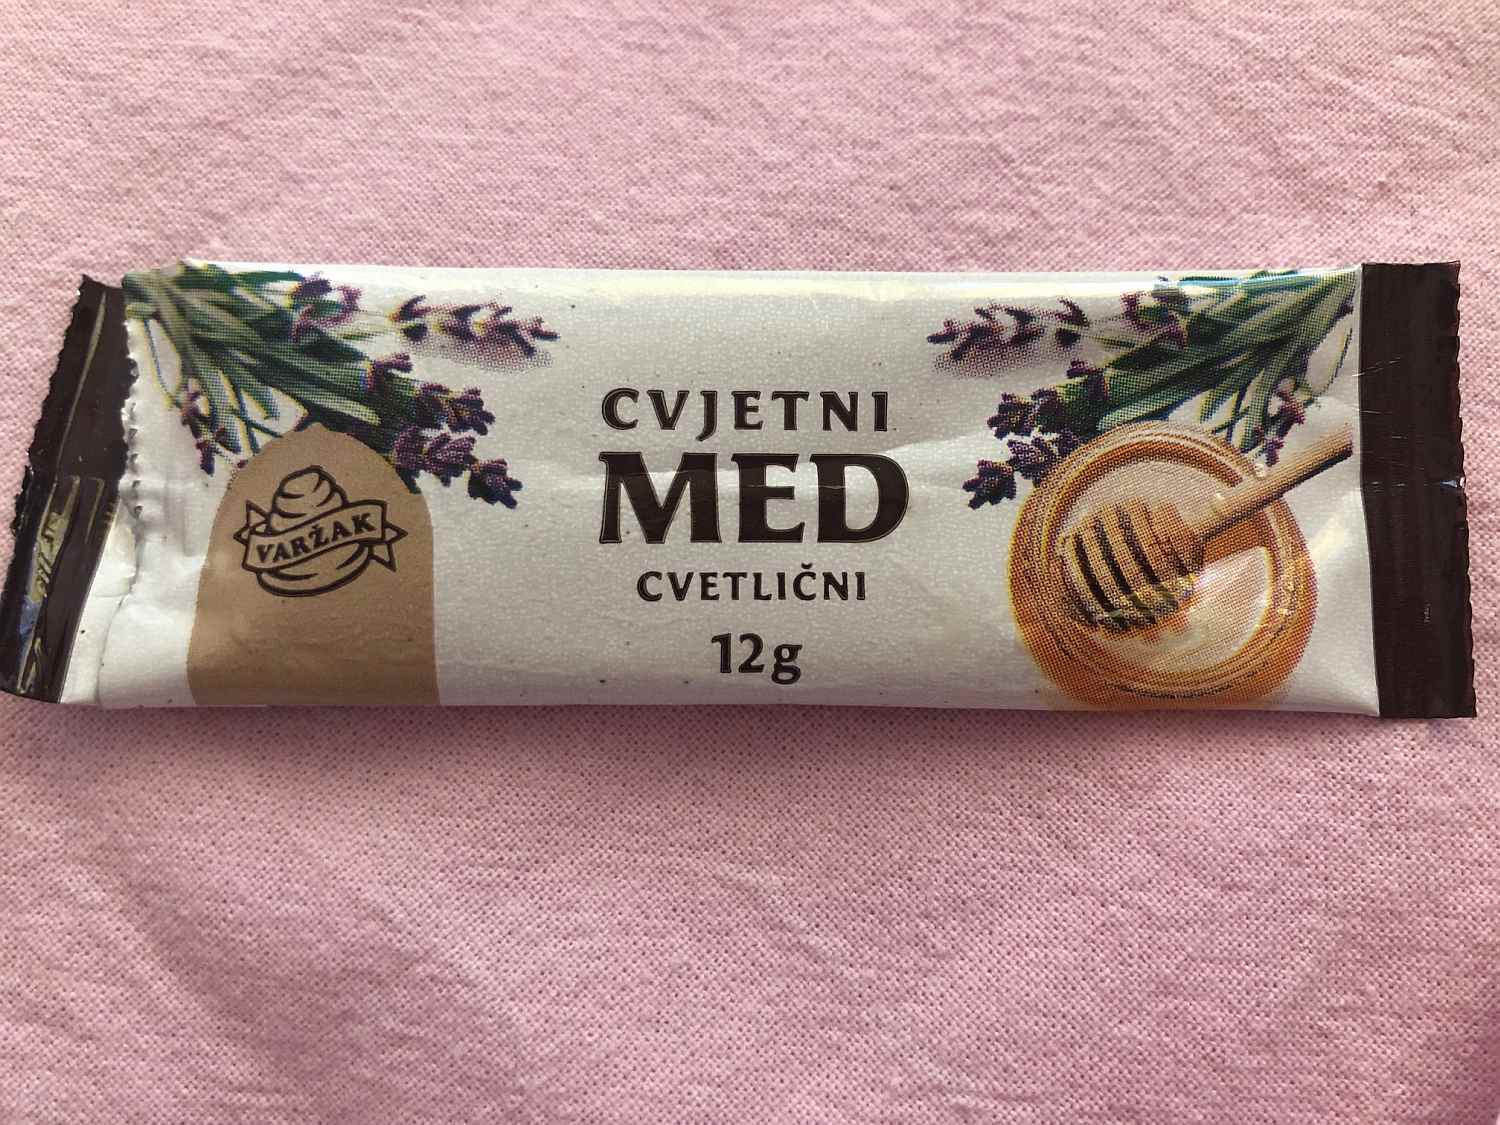 VARŽAK
CVJETNI
MED
CVETLIČNI
12g